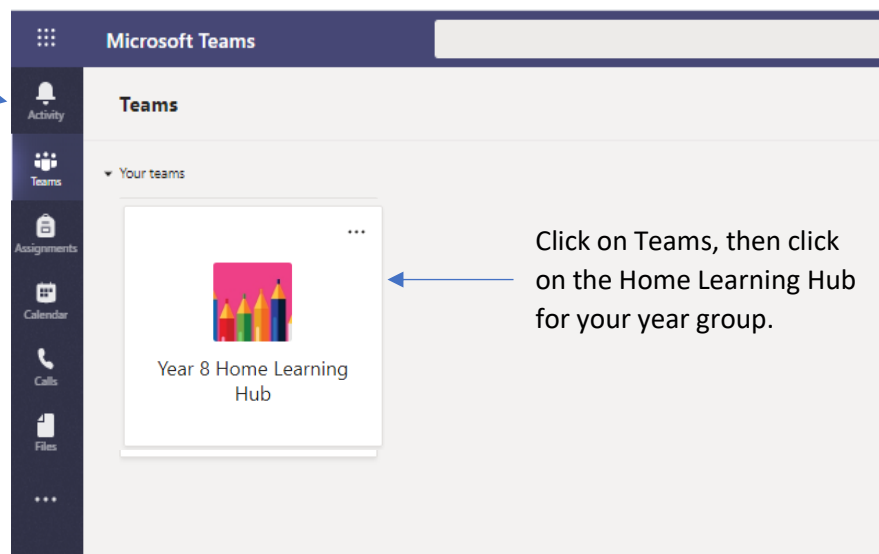 Microsoft Teams
Activity
Teams
Teams
Your teams
Assignments
Click on Teams, then click
on the Home Learning Hub
for your year group.
Calendar
Year 8 Home Learning
Hub
Calls
Files